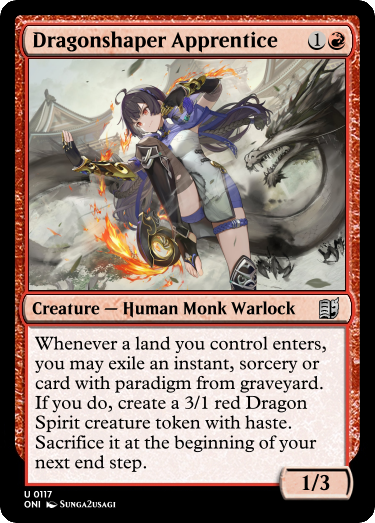 Dragonshaper Apprentice 1
Creature — Human Monk Warlock
Whenever a land you control enters,
you may exile an instant, sorcery or
card with paradigm from graveyard.
If you do, create a 3/1 red Dragon
Spirit creature token with haste.
Sacrifice it at the beginning of your
next end step.
1/3
U 0117
ONI Sunga2usagi